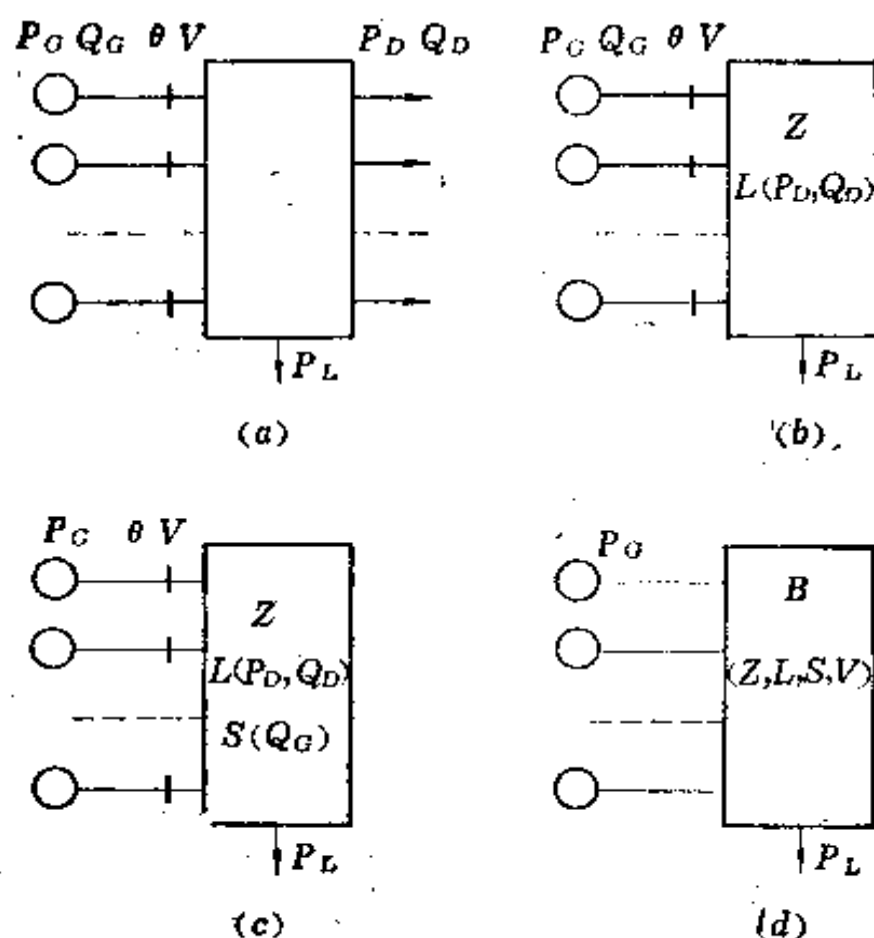 P_G Q_G θ V P_D Q_D P_G Q_G θ V
Z
L(P_D,Q_D)
P_L P_L
(a) (b)
P_G θ V P_G
Z B
L(P_D,Q_D) (Z,L,S,V)
S(Q_G)
P_L P_L
(c) (d)